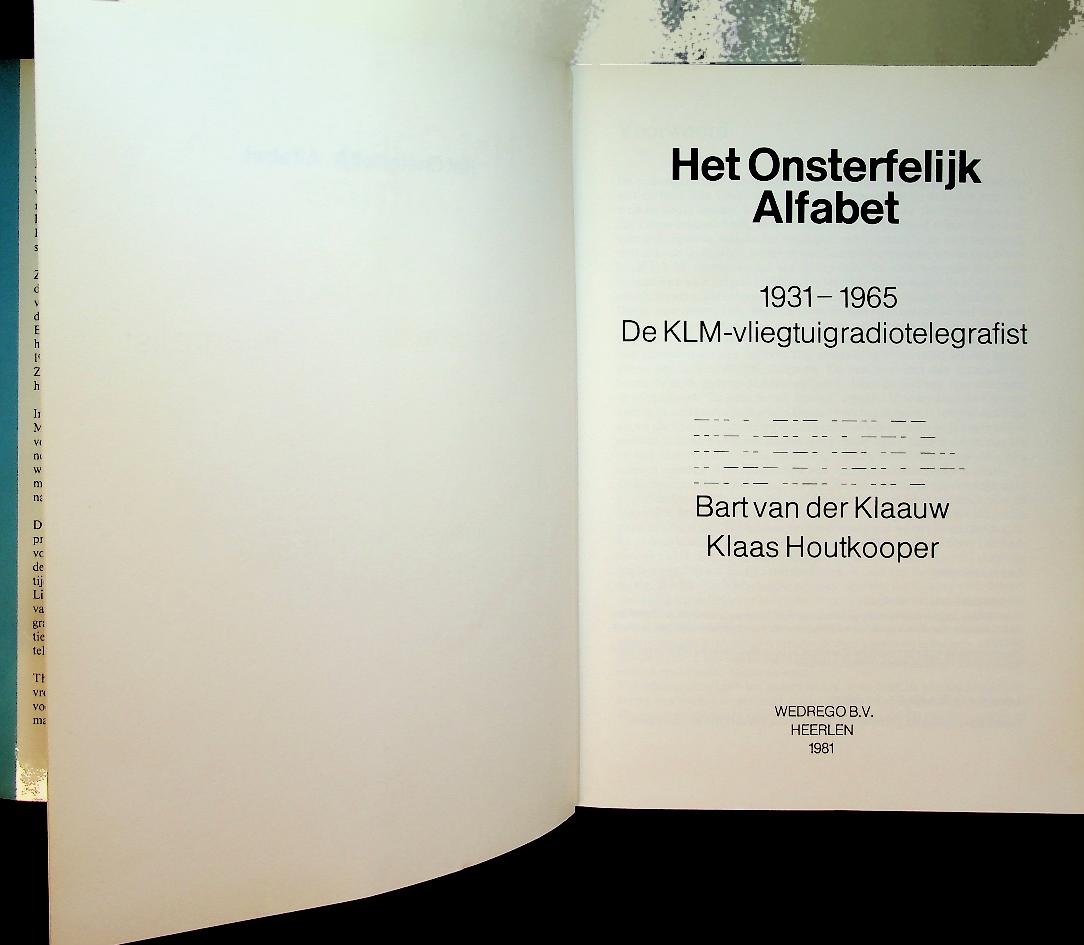 Het Onsterfelijk
Alfabet
1931 – 1965
De KLM-vliegtuigradiotelegrafist
Bart van der Klaauw
Klaas Houtkooper
WEDREGO B.V.
HEERLEN
1981